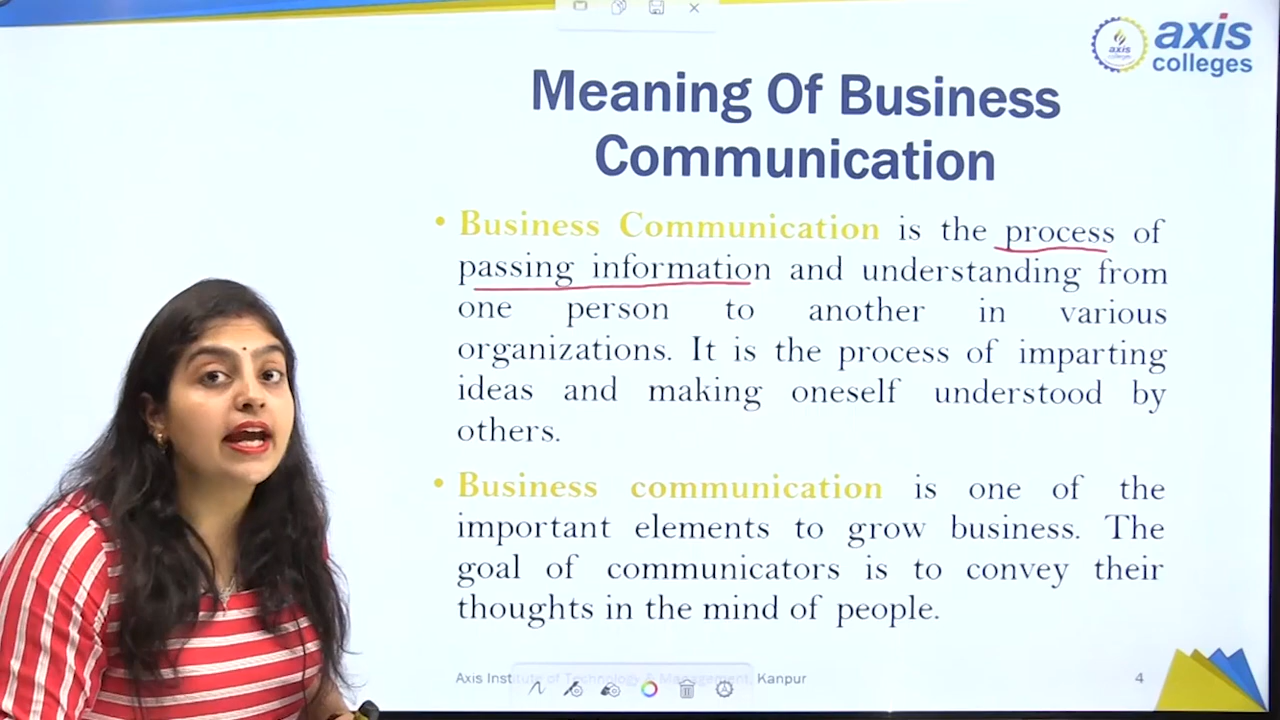 axis
colleges
axis
colleges
Meaning Of Business
Communication
• Business Communication is the process of
passing information and understanding from
one person to another in various
organizations. It is the process of imparting
ideas and making oneself understood by
others.
• Business communication is one of the
important elements to grow business. The
goal of communicators is to convey their
thoughts in the mind of people.
Axis Institute of Technology & Management, Kanpur
4